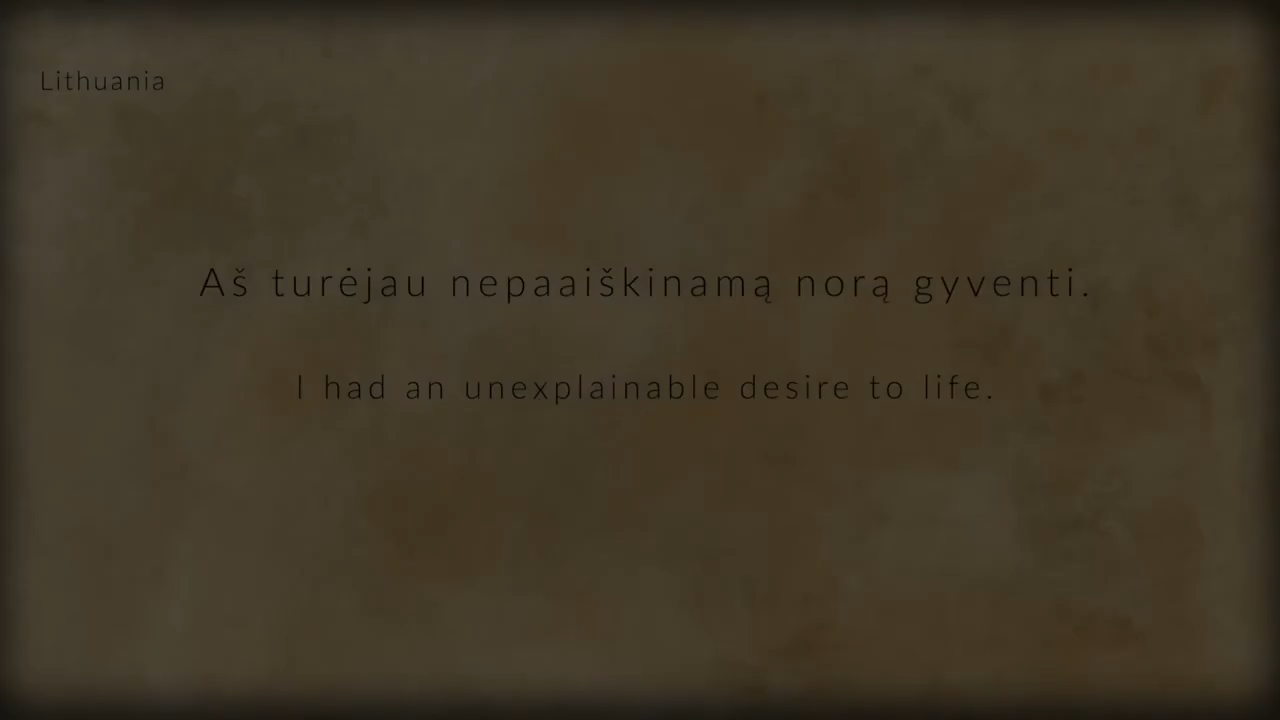 Lithuania
Aš turėjau nepaaiškinamą norą gyventi.
I had an unexplainable desire to life.